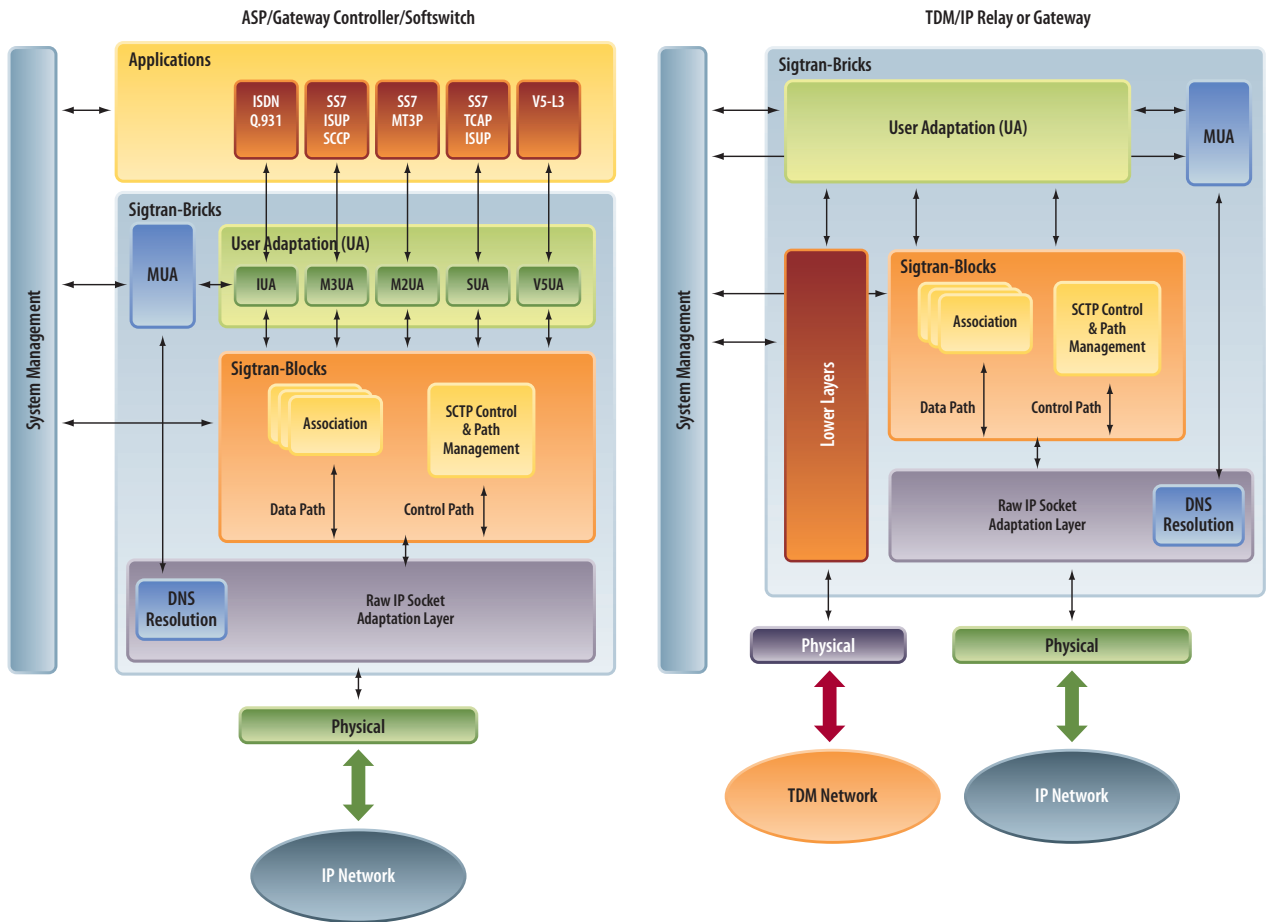 ASP/Gateway Controller/Softswitch
System Management
Applications
ISDN
Q.931
SS7
ISUP
SCCP
SS7
MT3P
SS7
TCAP
ISUP
V5-L3
Sigtran-Bricks
MUA
User Adaptation (UA)
IUA
M3UA
M2UA
SUA
V5UA
Sigtran-Blocks
Association
SCTP Control
& Path
Management
Data Path
Control Path
DNS
Resolution
Raw IP Socket
Adaptation Layer
Physical
IP Network
TDM/IP Relay or Gateway
System Management
Sigtran-Bricks
User Adaptation (UA)
MUA
Lower Layers
Sigtran-Blocks
Association
SCTP Control
& Path
Management
Data Path
Control Path
Raw IP Socket
Adaptation Layer
DNS
Resolution
Physical
Physical
TDM Network
IP Network